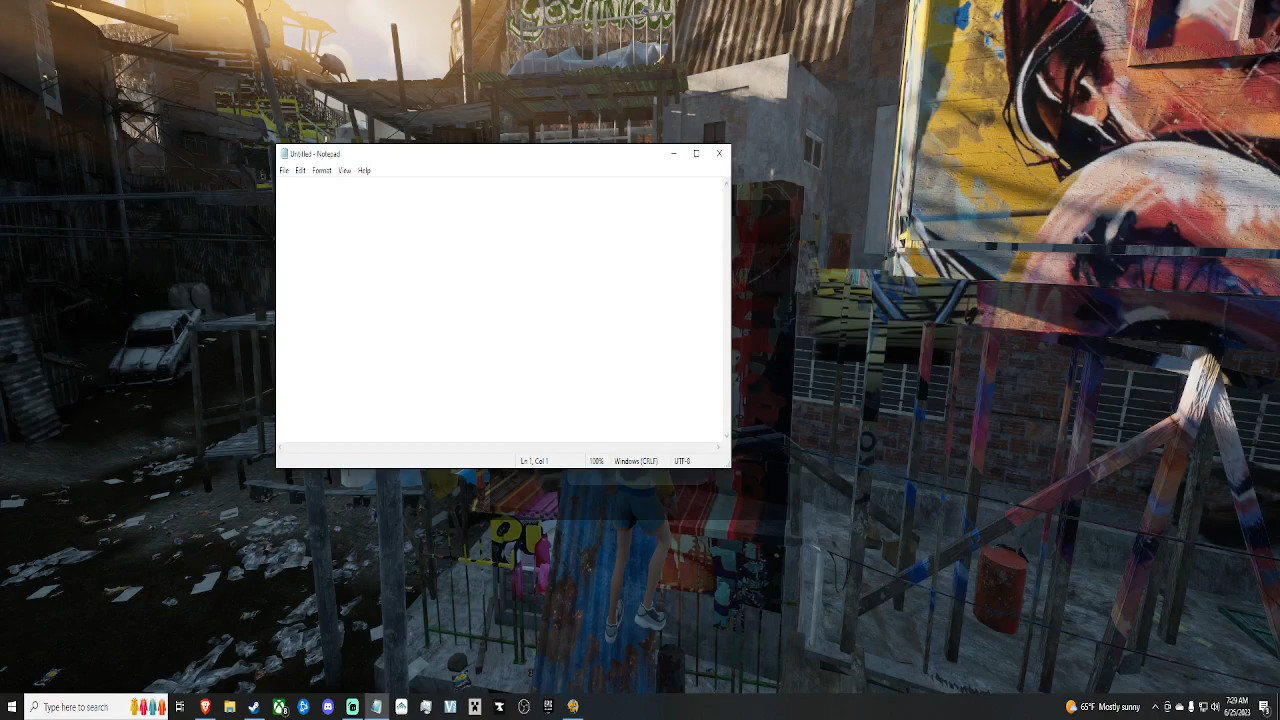 Untitled - Notepad
File Edit Format View Help
Ln 1, Col 1 100% Windows (CRLF) UTF-8
Type here to search
65°F Mostly sunny
7:29 AM
6/25/2023